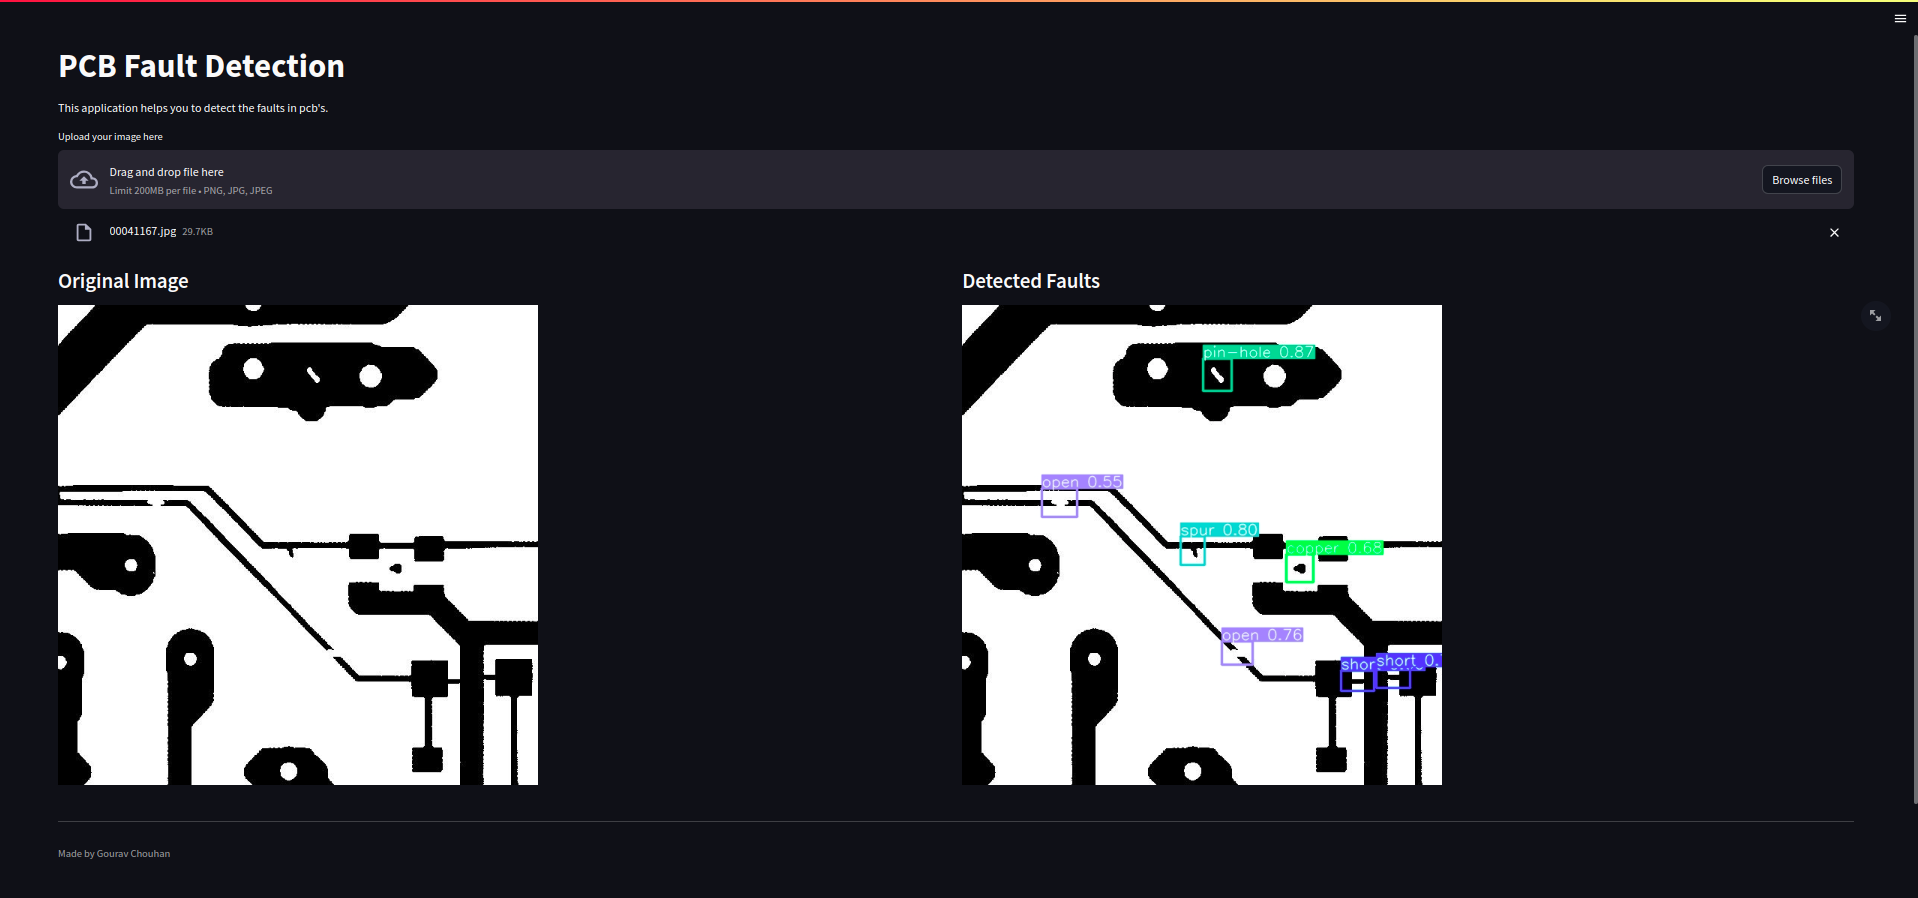 PCB Fault Detection
This application helps you to detect the faults in pcb's.
Upload your image here
Drag and drop file here
Limit 200MB per file • PNG, JPG, JPEG
Browse files
00041167.jpg 29.7KB
Original Image
Detected Faults
pin-hole 0.87
open 0.55
spur 0.80
copper 0.68
open 0.76
shor
short 0.
Made by Gourav Chouhan